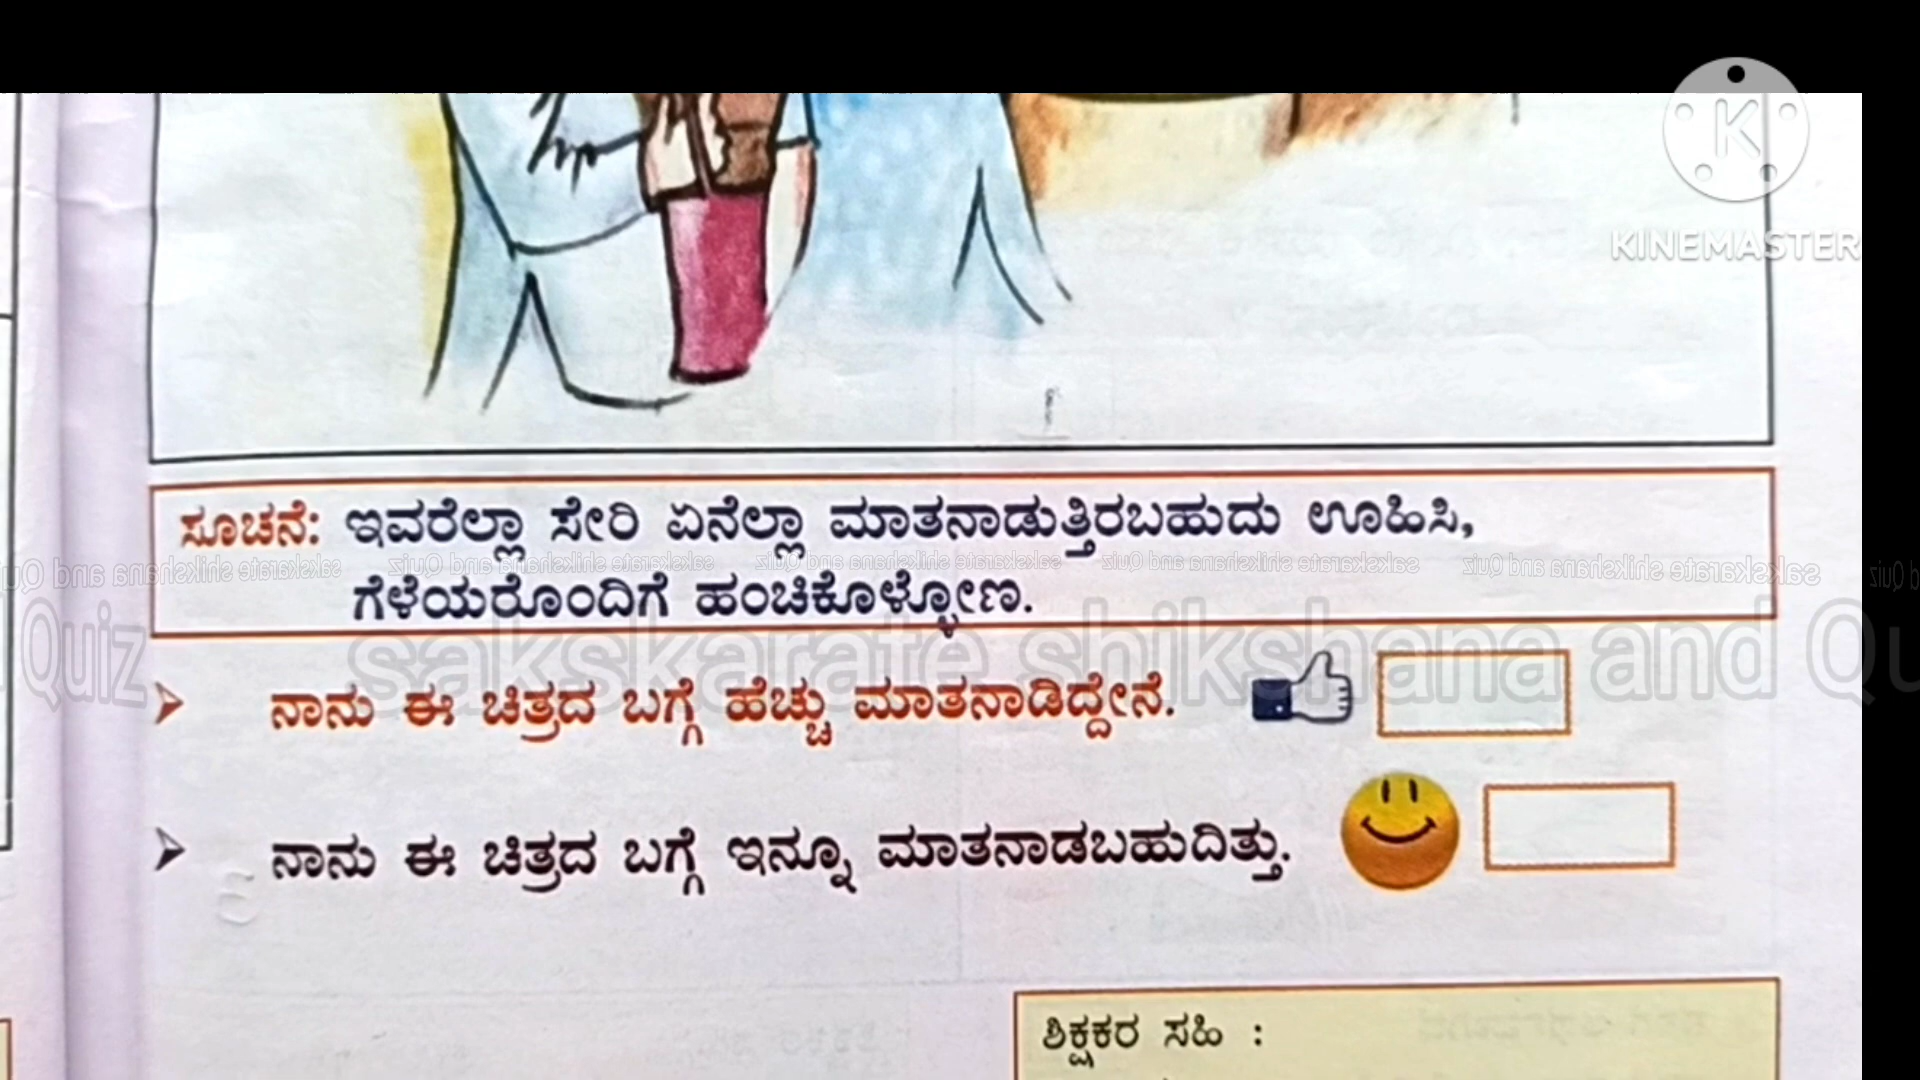 KINEMASTER
ಸೂಚನೆ: ಇವರೆಲ್ಲಾ ಸೇರಿ ಏನೆಲ್ಲಾ ಮಾತನಾಡುತ್ತಿರಬಹುದು ಊಹಿಸಿ,
ಗೆಳೆಯರೊಂದಿಗೆ ಹಂಚಿಕೊಳ್ಳೋಣ.
sakskarate shikshana and Quiz
ನಾನು ಈ ಚಿತ್ರದ ಬಗ್ಗೆ ಹೆಚ್ಚು ಮಾತನಾಡಿದ್ದೇನೆ.
ನಾನು ಈ ಚಿತ್ರದ ಬಗ್ಗೆ ಇನ್ನೂ ಮಾತನಾಡಬಹುದಿತ್ತು.
ಶಿಕ್ಷಕರ ಸಹಿ :